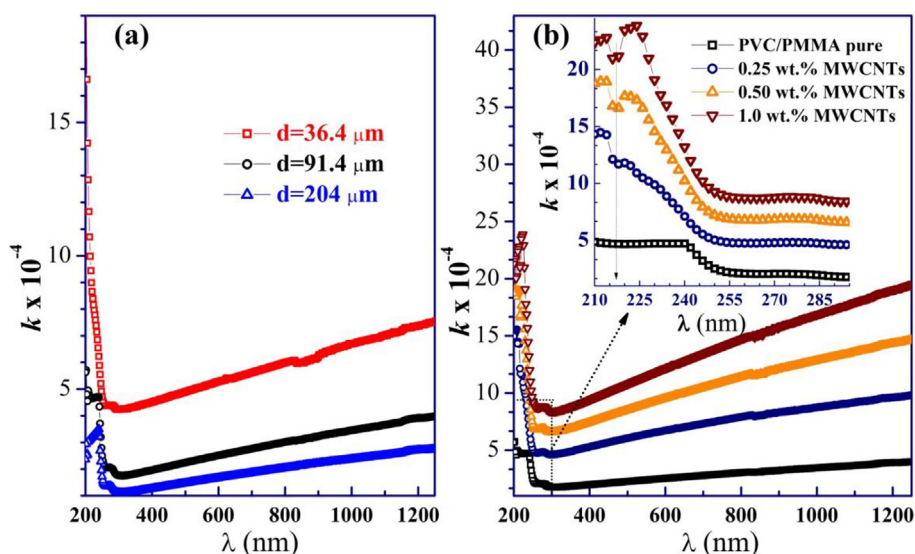 (a)
d=36.4 μm
d=91.4 μm
d=204 μm
15
10
5
k x 10⁻⁴
200 400 600 800 1000 1200
λ (nm)
(b)
PVC/PMMA pure
0.25 wt.% MWCNTs
0.50 wt.% MWCNTs
1.0 wt.% MWCNTs
20
15
10
5
k x 10⁻⁴
210 225 240 255 270 285
λ (nm)
40
35
30
25
20
15
10
5
k x 10⁻⁴
200 400 600 800 1000 1200
λ (nm)